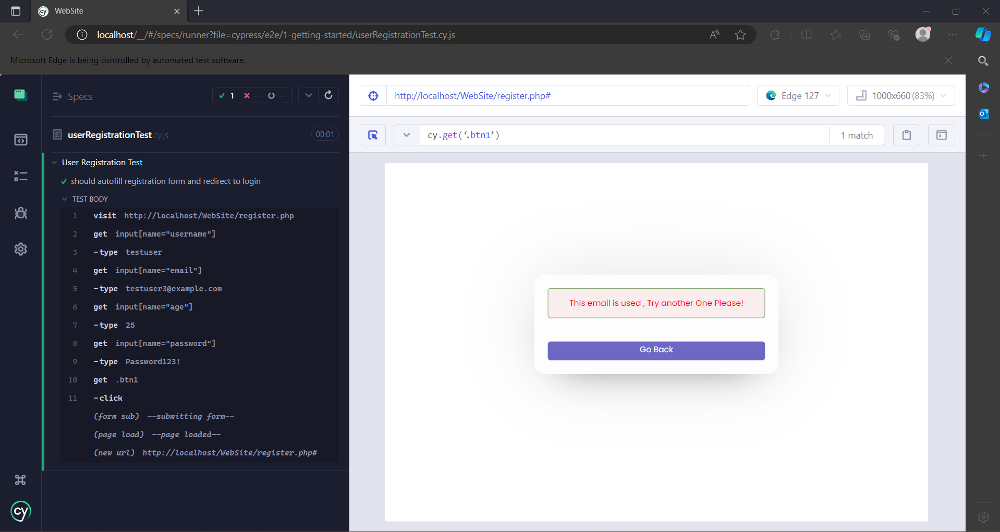 WebSite
localhost/__/#/specs/runner?file=cypress/e2e/1-getting-started/userRegistrationTest.cy.js
Microsoft Edge is being controlled by automated test software.
Specs
1 -- --
userRegistrationTest.cy.js 00:01
User Registration Test
should autofill registration form and redirect to login
TEST BODY
1 visit http://localhost/WebSite/register.php
2 get input[name="username"]
3 -type testuser
4 get input[name="email"]
5 -type testuser3@example.com
6 get input[name="age"]
7 -type 25
8 get input[name="password"]
9 -type Password123!
10 get .btn1
11 -click
(form sub) --submitting form--
(page load) --page loaded--
(new url) http://localhost/WebSite/register.php#
cy
http://localhost/WebSite/register.php#
Edge 127
1000x660 (83%)
cy.get(‘.btn1’)
1 match
This email is used , Try another One Please!
Go Back